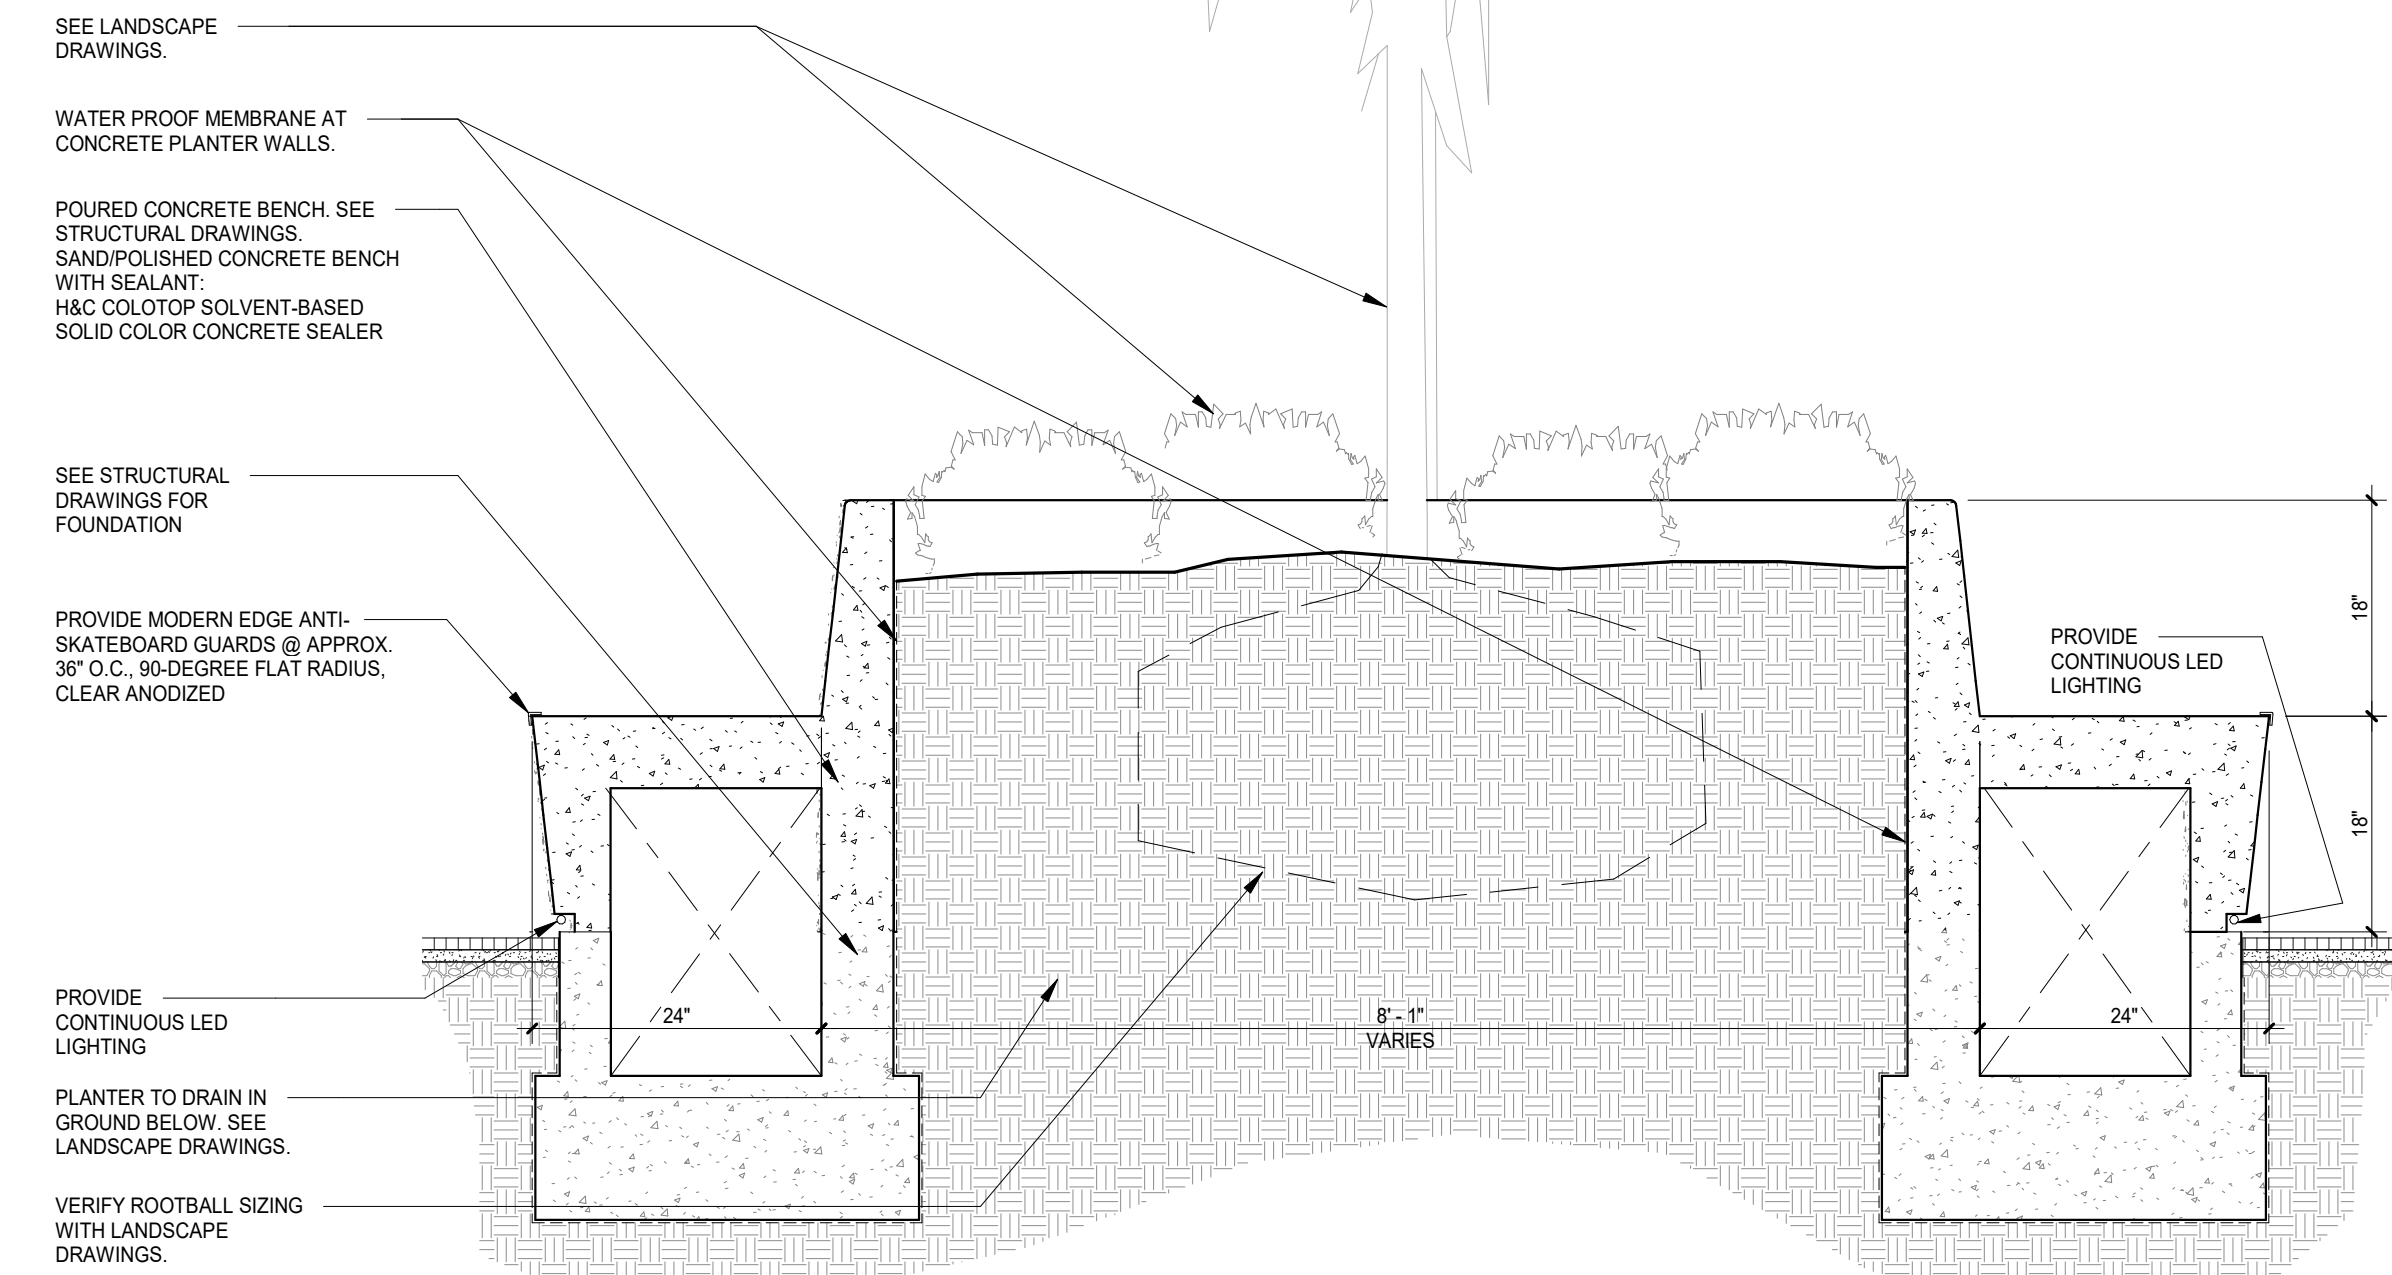 SEE LANDSCAPE
DRAWINGS.
WATER PROOF MEMBRANE AT
CONCRETE PLANTER WALLS.
POURED CONCRETE BENCH. SEE
STRUCTURAL DRAWINGS.
SAND/POLISHED CONCRETE BENCH
WITH SEALANT:
H&C COLOTOP SOLVENT-BASED
SOLID COLOR CONCRETE SEALER
SEE STRUCTURAL
DRAWINGS FOR
FOUNDATION
PROVIDE MODERN EDGE ANTI-
SKATEBOARD GUARDS @ APPROX.
36" O.C., 90-DEGREE FLAT RADIUS,
CLEAR ANODIZED
PROVIDE
CONTINUOUS LED
LIGHTING
PLANTER TO DRAIN IN
GROUND BELOW. SEE
LANDSCAPE DRAWINGS.
VERIFY ROOTBALL SIZING
WITH LANDSCAPE
DRAWINGS.
24"
8' - 1"
VARIES
24"
PROVIDE
CONTINUOUS LED
LIGHTING
18"
18"